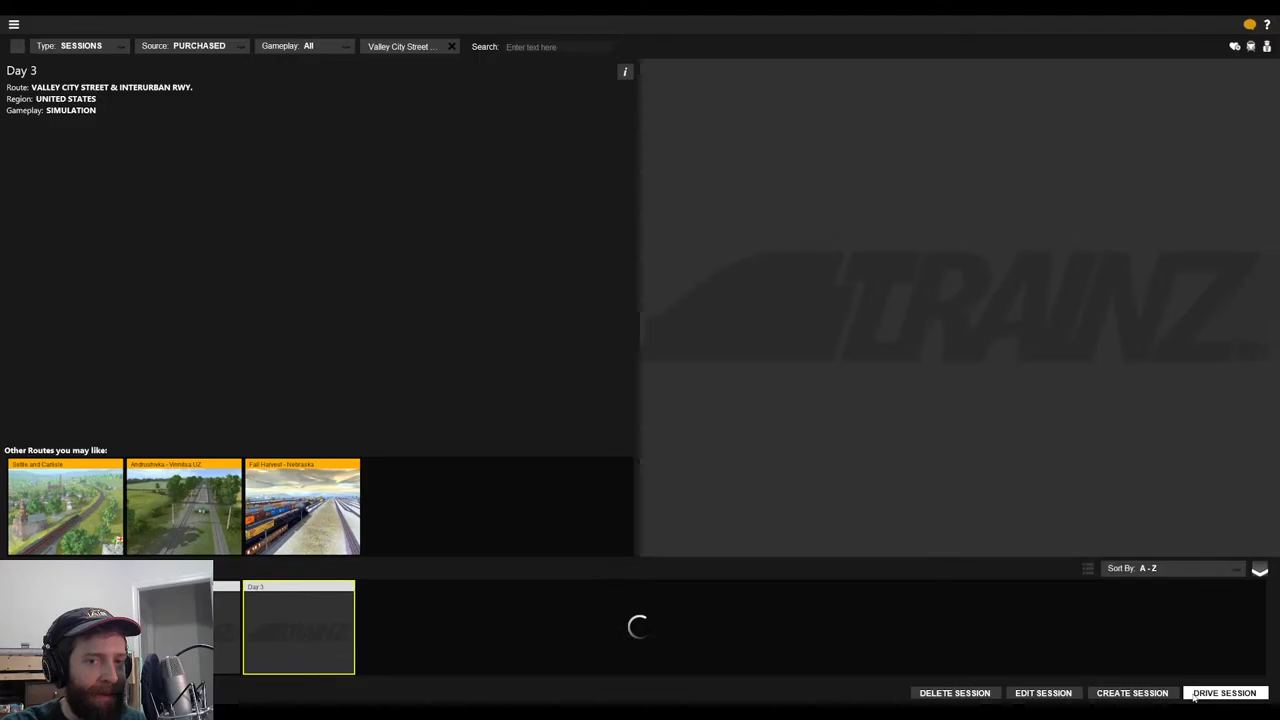 ?
Type: SESSIONS
Source: PURCHASED
Gameplay: All
Valley City Street ...
Search: Enter text here
Day 3
i
Route: VALLEY CITY STREET & INTERURBAN RWY.
Region: UNITED STATES
Gameplay: SIMULATION
TRAINZ
Other Routes you may like:
Settle and Carlisle
Andrushivka - Vinnitsa UZ
Fall Harvest - Nebraska
Sort By: A - Z
Day 3
TRAINZ
DELETE SESSION
EDIT SESSION
CREATE SESSION
DRIVE SESSION